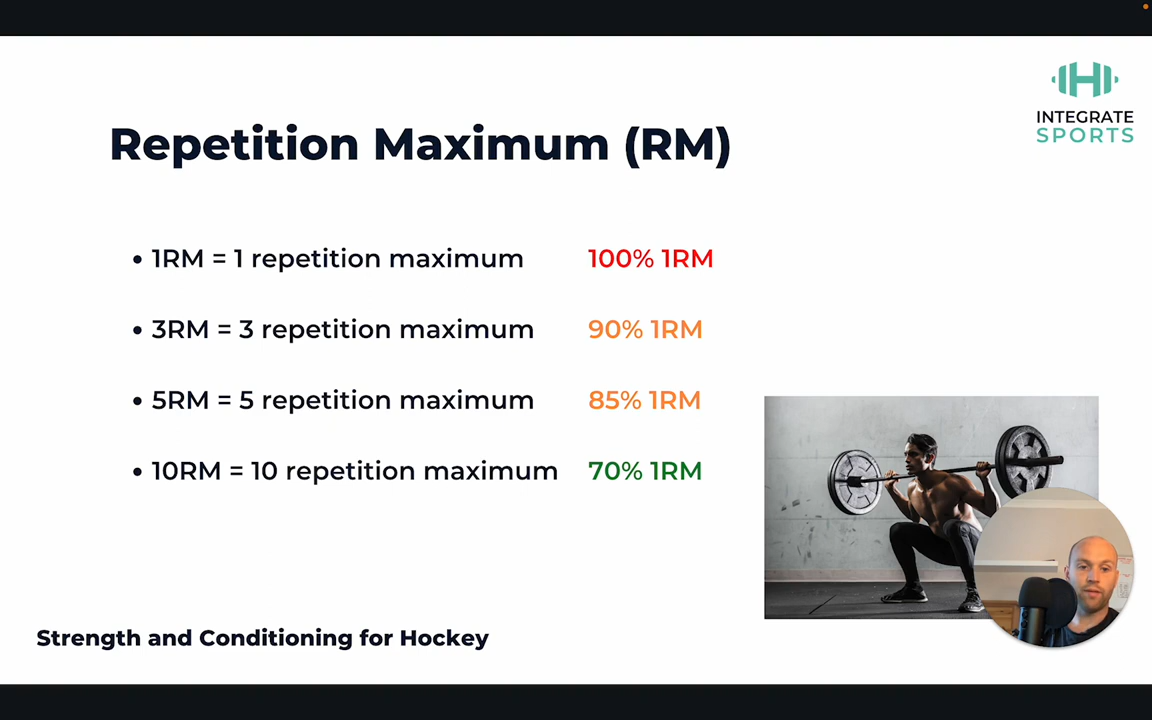 INTEGRATE
SPORTS
Repetition Maximum (RM)
• 1RM = 1 repetition maximum 100% 1RM
• 3RM = 3 repetition maximum 90% 1RM
• 5RM = 5 repetition maximum 85% 1RM
• 10RM = 10 repetition maximum 70% 1RM
Strength and Conditioning for Hockey